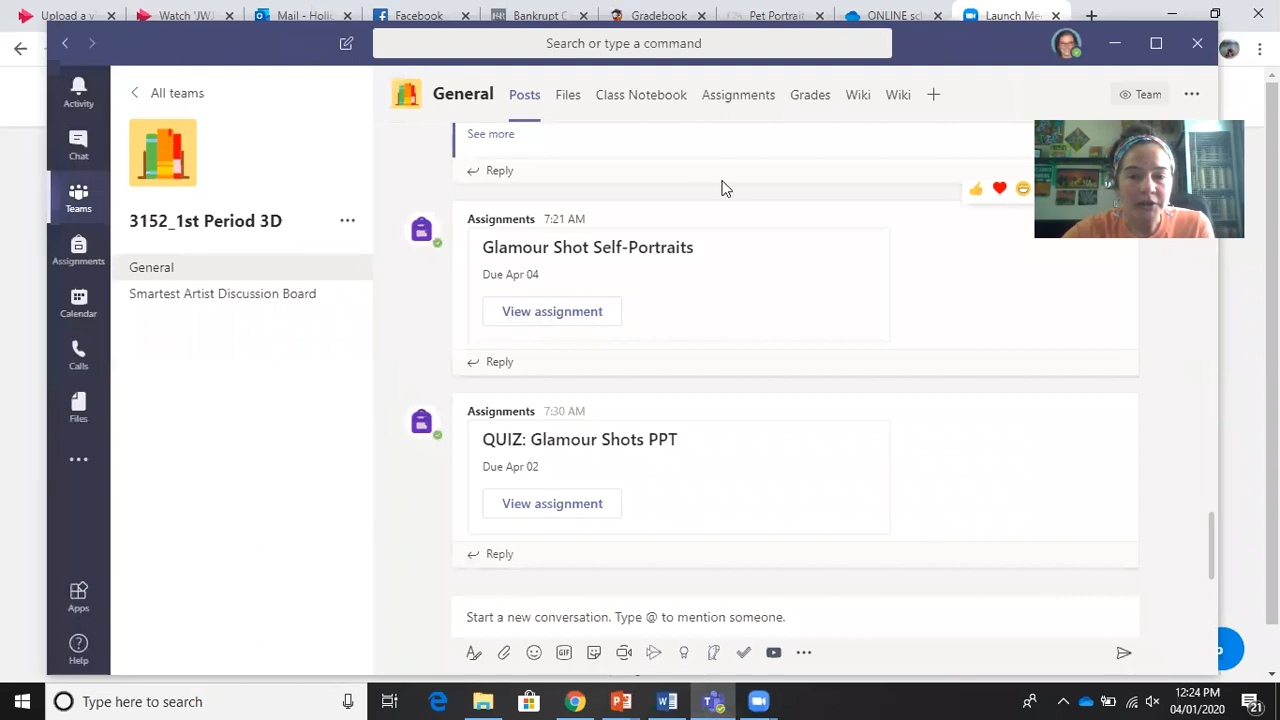 Upload a
Watch "JW
Mail - Holi
Facebook
Bankrupt C
Gradebook
Pet Portrait
ONLINE scl
Launch Me
Search or type a command
Activity
Chat
Teams
Assignments
Calendar
Calls
Files
Apps
Help
All teams
3152_1st Period 3D
General
Smartest Artist Discussion Board
General
Posts
Files
Class Notebook
Assignments
Grades
Wiki
Wiki
Team
See more
Reply
Assignments 7:21 AM
Glamour Shot Self-Portraits
Due Apr 04
View assignment
Reply
Assignments 7:30 AM
QUIZ: Glamour Shots PPT
Due Apr 02
View assignment
Reply
Start a new conversation. Type @ to mention someone.
GIF
Type here to search
12:24 PM
04/01/2020
21